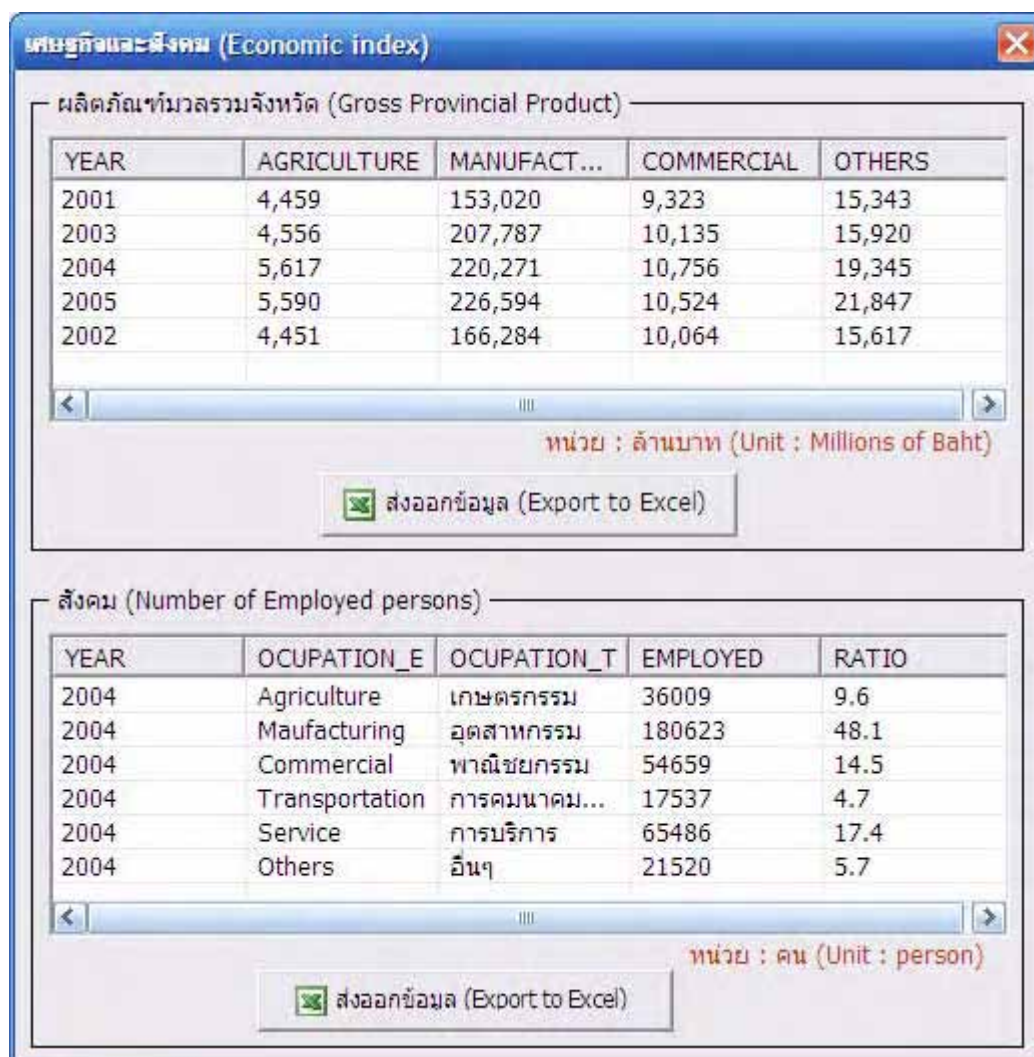 เศรษฐกิจและสังคม (Economic index)
ผลิตภัณฑ์มวลรวมจังหวัด (Gross Provincial Product)
YEAR AGRICULTURE MANUFACT... COMMERCIAL OTHERS
2001 4,459 153,020 9,323 15,343
2003 4,556 207,787 10,135 15,920
2004 5,617 220,271 10,756 19,345
2005 5,590 226,594 10,524 21,847
2002 4,451 166,284 10,064 15,617
หน่วย : ล้านบาท (Unit : Millions of Baht)
ส่งออกข้อมูล (Export to Excel)
สังคม (Number of Employed persons)
YEAR OCUPATION_E OCUPATION_T EMPLOYED RATIO
2004 Agriculture เกษตรกรรม 36009 9.6
2004 Maufacturing อุตสาหกรรม 180623 48.1
2004 Commercial พาณิชยกรรม 54659 14.5
2004 Transportation การคมนาคม... 17537 4.7
2004 Service การบริการ 65486 17.4
2004 Others อื่นๆ 21520 5.7
หน่วย : คน (Unit : person)
ส่งออกข้อมูล (Export to Excel)